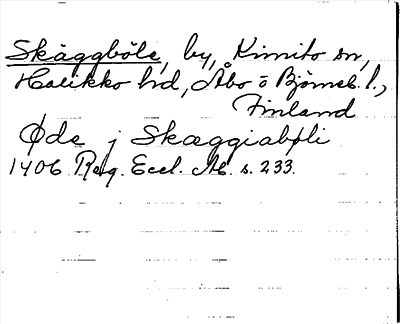 Skäggböle, by, Kimito sn,
Halikko hd, Åbo o Björneb. l.,
Finland
Øde j Skæggiabøli
1406 Reg. Eccl. Ab. s. 233.